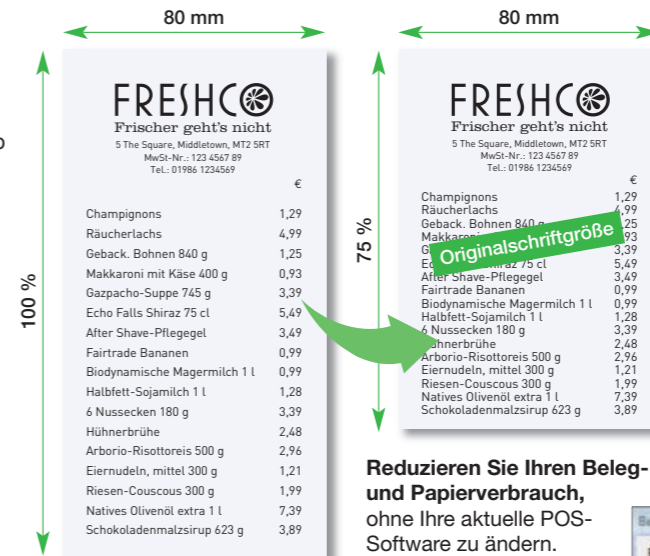 80 mm
100 %
FRESHCO
Frischer geht's nicht
5 The Square, Middletown, MT2 5RT
MwSt-Nr.: 123 4567 89
Tel.: 01986 1234569
€
Champignons 1,29
Räucherlachs 4,99
Geback. Bohnen 840 g 1,25
Makkaroni mit Käse 400 g 0,93
Gazpacho-Suppe 745 g 3,39
Echo Falls Shiraz 75 cl 5,49
After Shave-Pflegegel 3,49
Fairtrade Bananen 0,99
Biodynamische Magermilch 1 l 0,99
Halbfett-Sojamilch 1 l 1,28
6 Nussecken 180 g 3,39
Hühnerbrühe 2,48
Arborio-Risottoreis 500 g 2,96
Eiernudeln, mittel 300 g 1,21
Riesen-Couscous 300 g 1,99
Natives Olivenöl extra 1 l 7,39
Schokoladenmalzsirup 623 g 3,89
80 mm
75 %
FRESHCO
Frischer geht's nicht
5 The Square, Middletown, MT2 5RT
MwSt-Nr.: 123 4567 89
Tel.: 01986 1234569
€
Champignons 1,29
Räucherlachs 4,99
Geback. Bohnen 840 g ,25
Makkaroni 93
Originalschriftgröße
3,39
Shiraz 75 cl 5,49
After Shave-Pflegegel 3,49
Fairtrade Bananen 0,99
Biodynamische Magermilch 1 l 0,99
Halbfett-Sojamilch 1 l 1,28
6 Nussecken 180 g 3,39
Hühnerbrühe 2,48
Arborio-Risottoreis 500 g 2,96
Eiernudeln, mittel 300 g 1,21
Riesen-Couscous 300 g 1,99
Natives Olivenöl extra 1 l 7,39
Schokoladenmalzsirup 623 g 3,89
Reduzieren Sie Ihren Beleg-
und Papierverbrauch,
ohne Ihre aktuelle POS-
Software zu ändern.